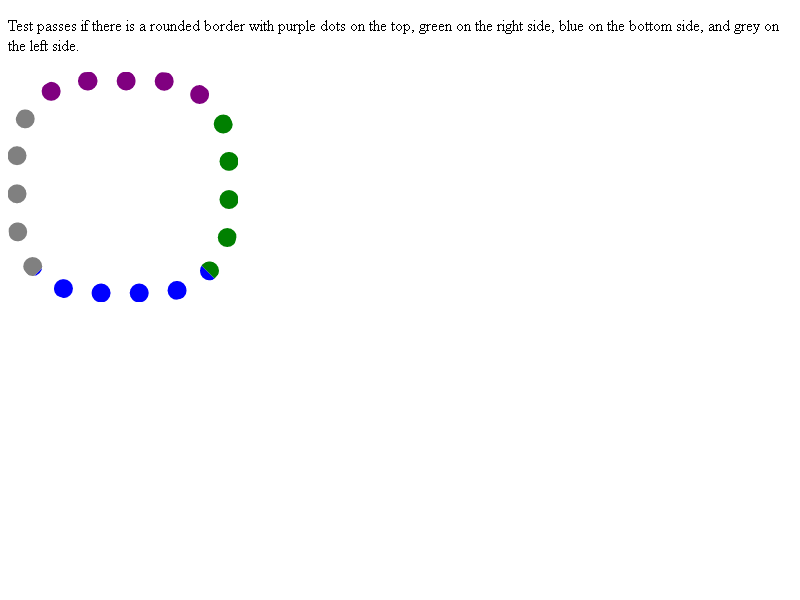 Test passes if there is a rounded border with purple dots on the top, green on the right side, blue on the bottom side, and grey on
the left side.